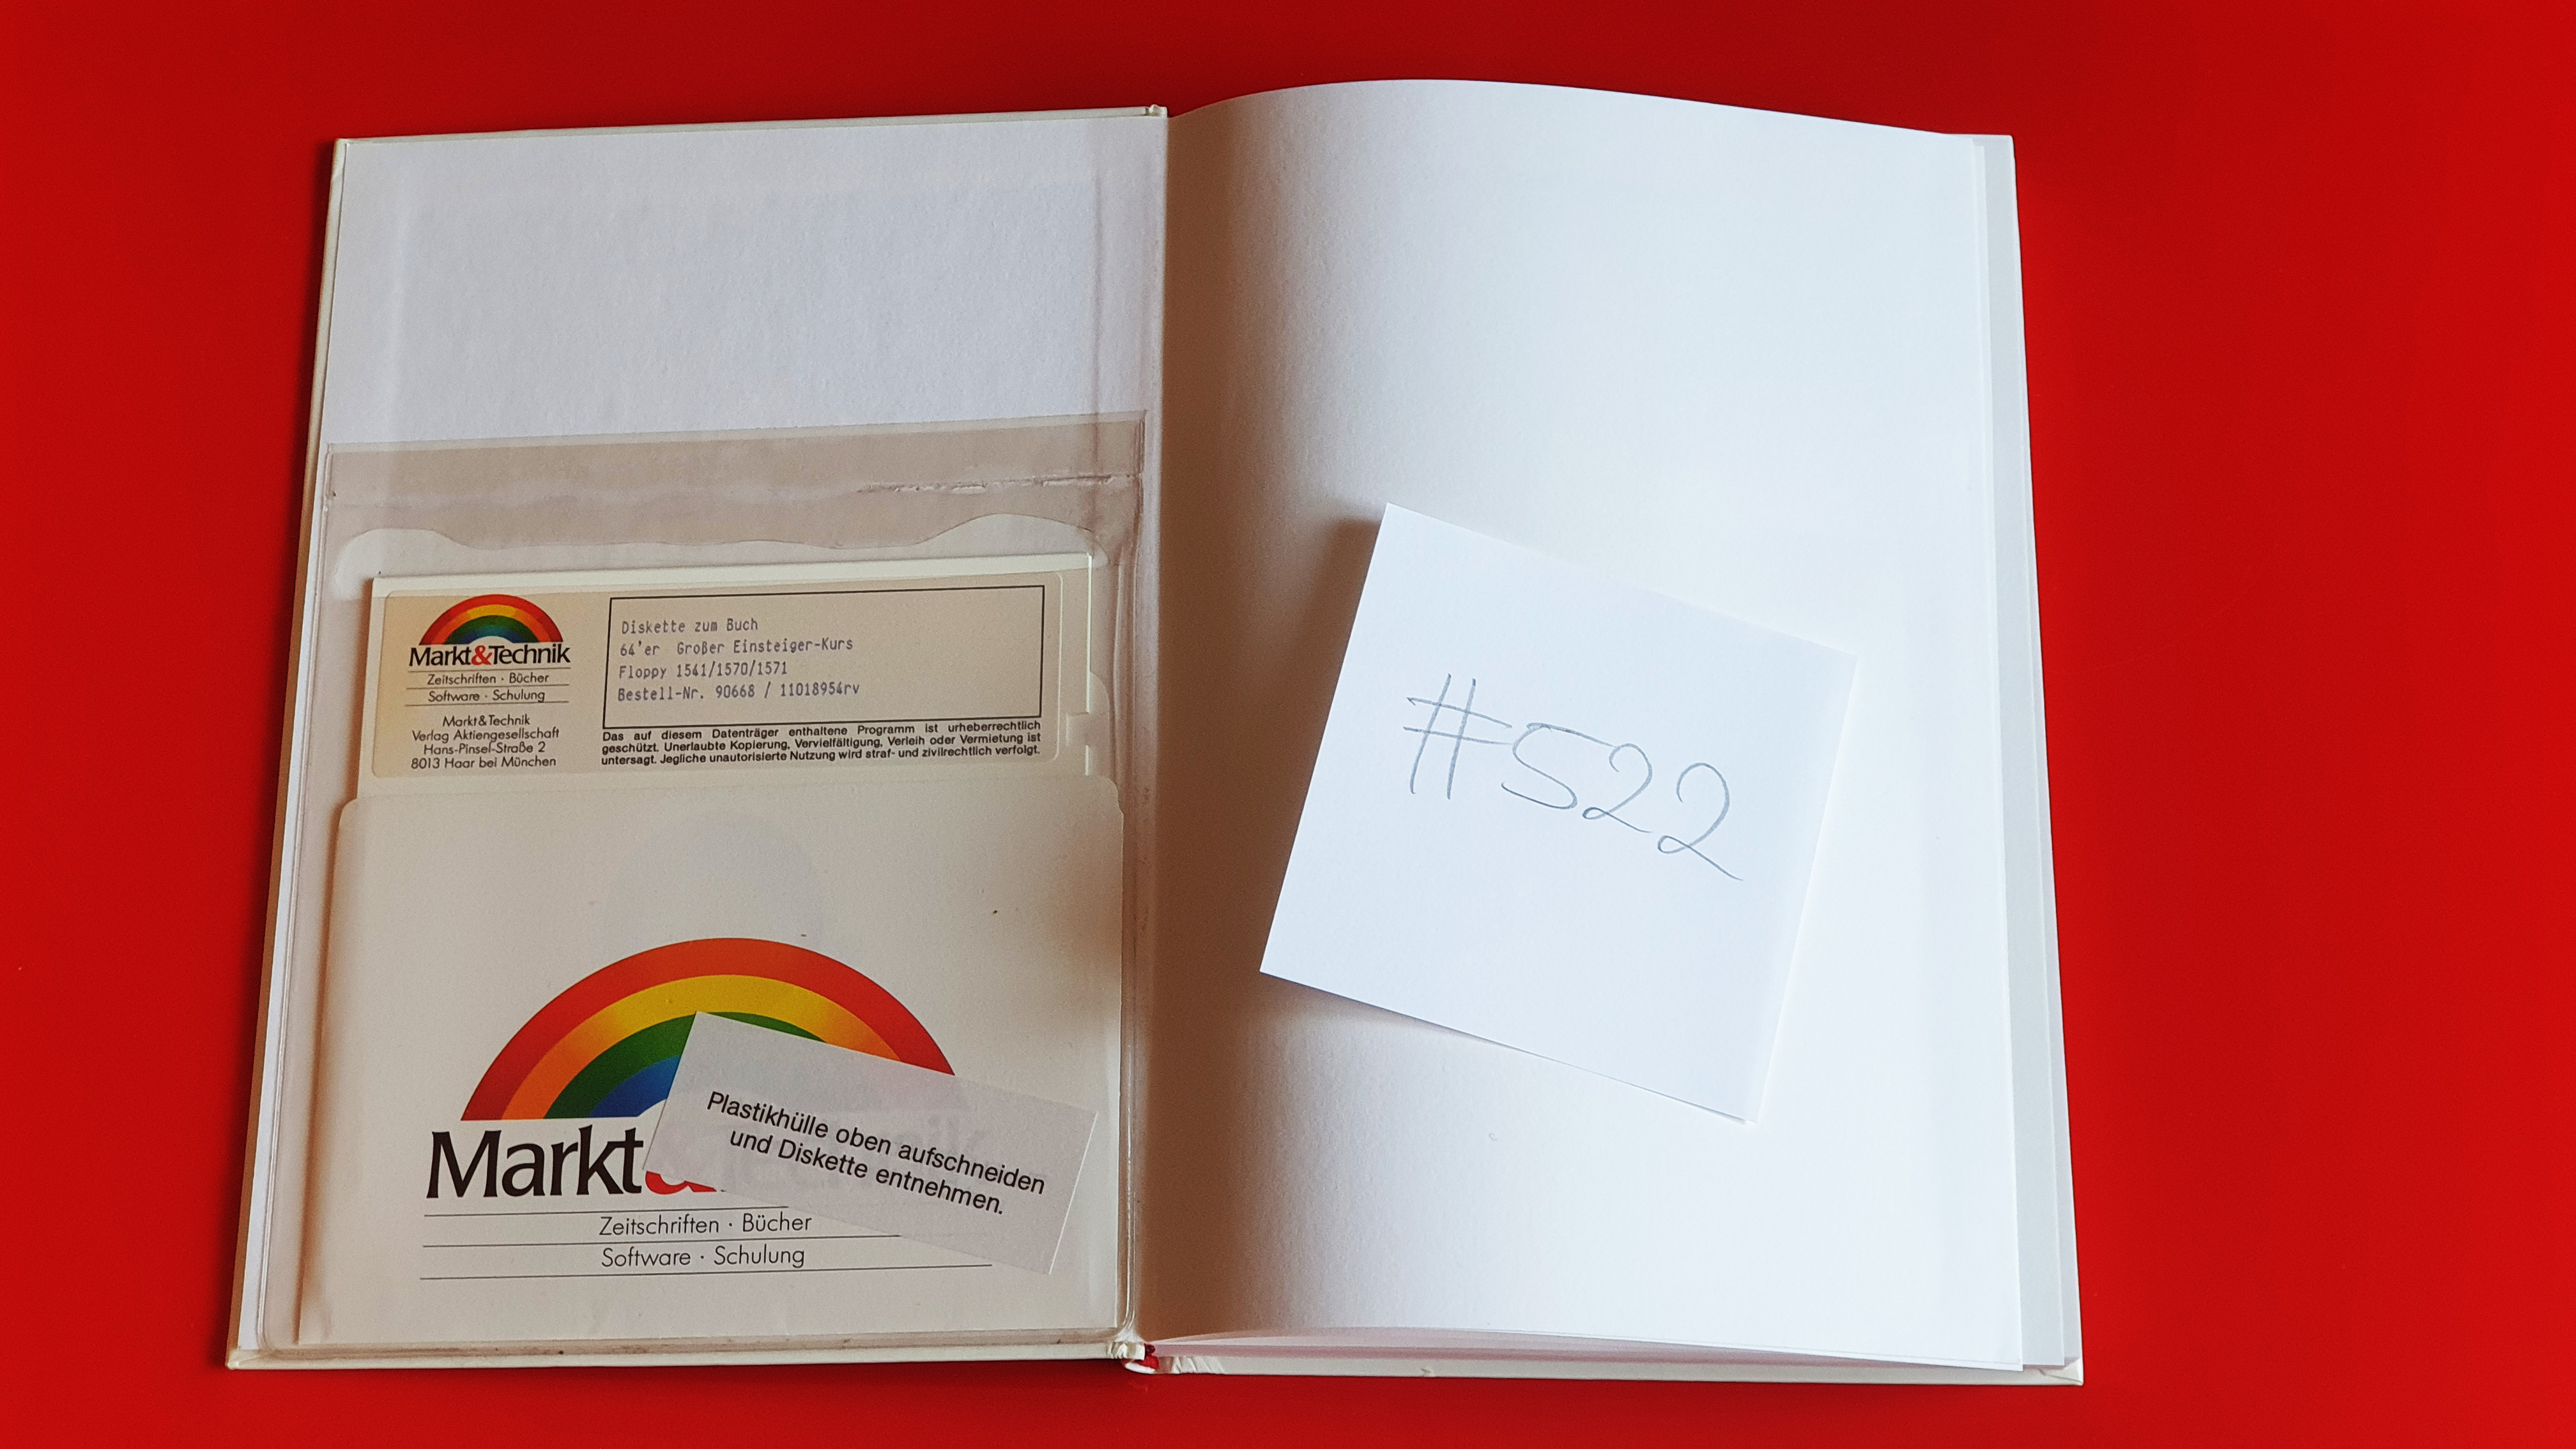 Markt&Technik
Zeitschriften · Bücher
Software · Schulung
Markt&Technik
Verlag Aktiengesellschaft
Hans-Pinsel-Straße 2
8013 Haar bei München
Diskette zum Buch
64'er Großer Einsteiger-Kurs
Floppy 1541/1570/1571
Bestell-Nr. 90668 / 11018954rv
Das auf diesem Datenträger enthaltene Programm ist urheberrechtlich
geschützt. Unerlaubte Kopierung, Vervielfältigung, Verleih oder Vermietung ist
untersagt. Jegliche unautorisierte Nutzung wird straf- und zivilrechtlich verfolgt.
Markt&
Zeitschriften · Bücher
Software · Schulung
Plastikhülle oben aufschneiden
und Diskette entnehmen.
#522